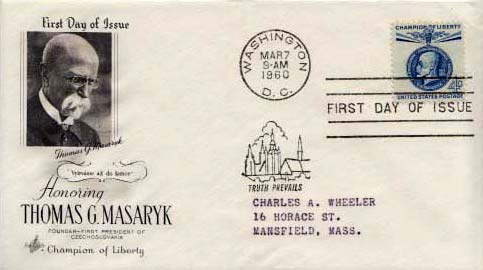 First Day of Issue
Thomas G. Masaryk
Honoring
THOMAS G. MASARYK
FOUNDER-FIRST PRESIDENT OF
CZECHOSLOVAKIA
Champion of Liberty
WASHINGTON
MAR 7
9-AM
1960
D. C.
TRUTH PREVAILS
CHARLES A. WHEELER
16 HORACE ST.
MANSFIELD, MASS.
CHAMPION OF LIBERTY
4¢
UNITED STATES POSTAGE
FIRST DAY OF ISSUE